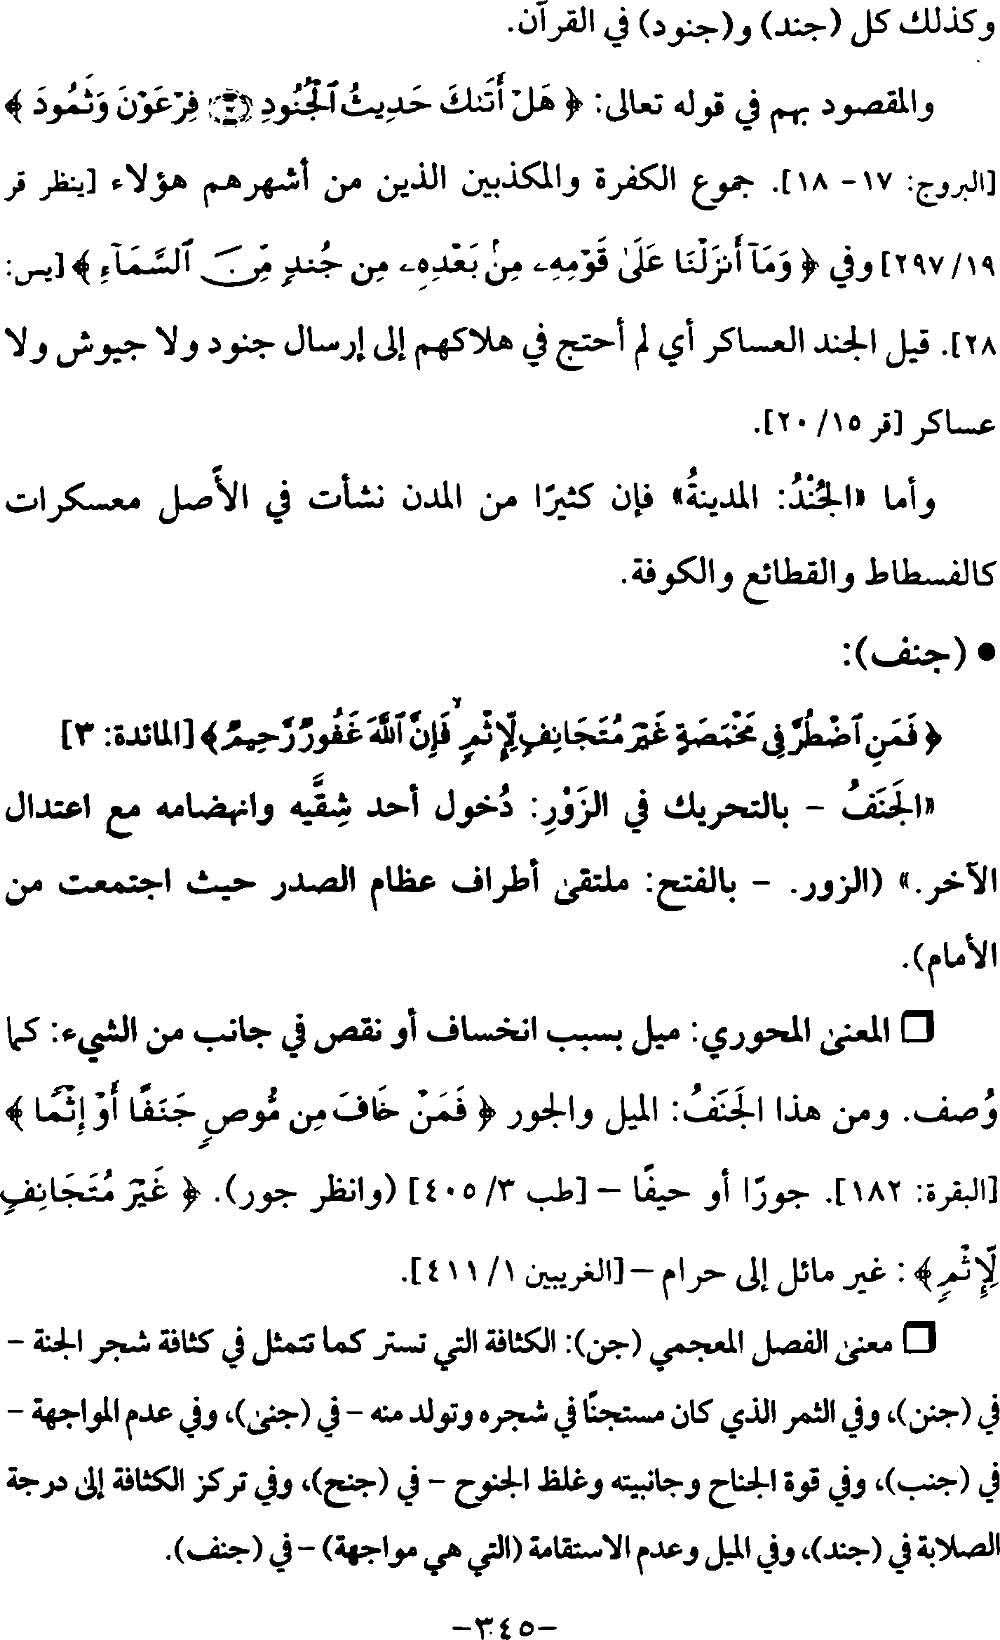 وكذلك كل (جند) و(جنود) في القرآن.
والمقصود بهم في قوله تعالى: ﴿ هَلْ أَتَىٰكَ حَدِيثُ ٱلْجُنُودِ ۝ فِرْعَوْنَ وَثَمُودَ ﴾
[البروج: ١٧- ١٨]. جموع الكفرة والمكذبين الذين من أشهرهم هؤلاء [ينظر قر
١٩/ ٢٩٧] وفي ﴿ وَمَآ أَنزَلْنَا عَلَىٰ قَوْمِهِۦ مِنۢ بَعْدِهِۦ مِن جُندٍ مِّنَ ٱلسَّمَآءِ ﴾ [يس:
٢٨]. قيل الجند العساكر أي لم أحتج في هلاكهم إلى إرسال جنود ولا جيوش ولا
عساكر [قر ١٥/ ٢٠].
وأما «الجُنْدُ: المدينةُ» فإن كثيرًا من المدن نشأت في الأَصل معسكرات
كالفسطاط والقطائع والكوفة.
● (جنف):
﴿ فَمَنِ ٱضْطُرَّ فِي مَخْمَصَةٍ غَيْرَ مُتَجَانِفٍ لِّإِثْمٍ ۙ فَإِنَّ ٱللَّهَ غَفُورٌ رَّحِيمٌ ﴾ [المائدة: ٣]
«الجَنَفُ – بالتحريك في الزَوْرِ: دُخول أحد شِقَّيه وانهضامه مع اعتدال
الآخر.» (الزور. – بالفتح: ملتقىٰ أطراف عظام الصدر حيث اجتمعت من
الأمام).
❒ المعنىٰ المحوري: ميل بسبب انخساف أو نقص في جانب من الشيء: كما
وُصف. ومن هذا الجَنَفُ: الميل والجور ﴿ فَمَنْ خَافَ مِن مُّوصٍ جَنَفًا أَوْ إِثْمًا ﴾
[البقرة: ١٨٢]. جورًا أو حيفًا – [طب ٣/ ٤٠٥] (وانظر جور). ﴿ غَيْرَ مُتَجَانِفٍ
لِّإِثْمٍ ﴾: غير مائل إلى حرام – [الغريبين ١/ ٤١١].
❒ معنىٰ الفصل المعجمي (جن): الكثافة التي تستر كما تتمثل في كثافة شجر الجنة –
في (جنن)، وفي الثمر الذي كان مستجنًا في شجره وتولد منه – في (جنىٰ)، وفي عدم المواجهة –
في (جنب)، وفي قوة الجناح وجانبيته وغلظ الجنوح – في (جنح)، وفي تركز الكثافة إلىٰ درجة
الصلابة في (جند)، وفي الميل وعدم الاستقامة (التي هي مواجهة) – في (جنف).
-٣٤٥-